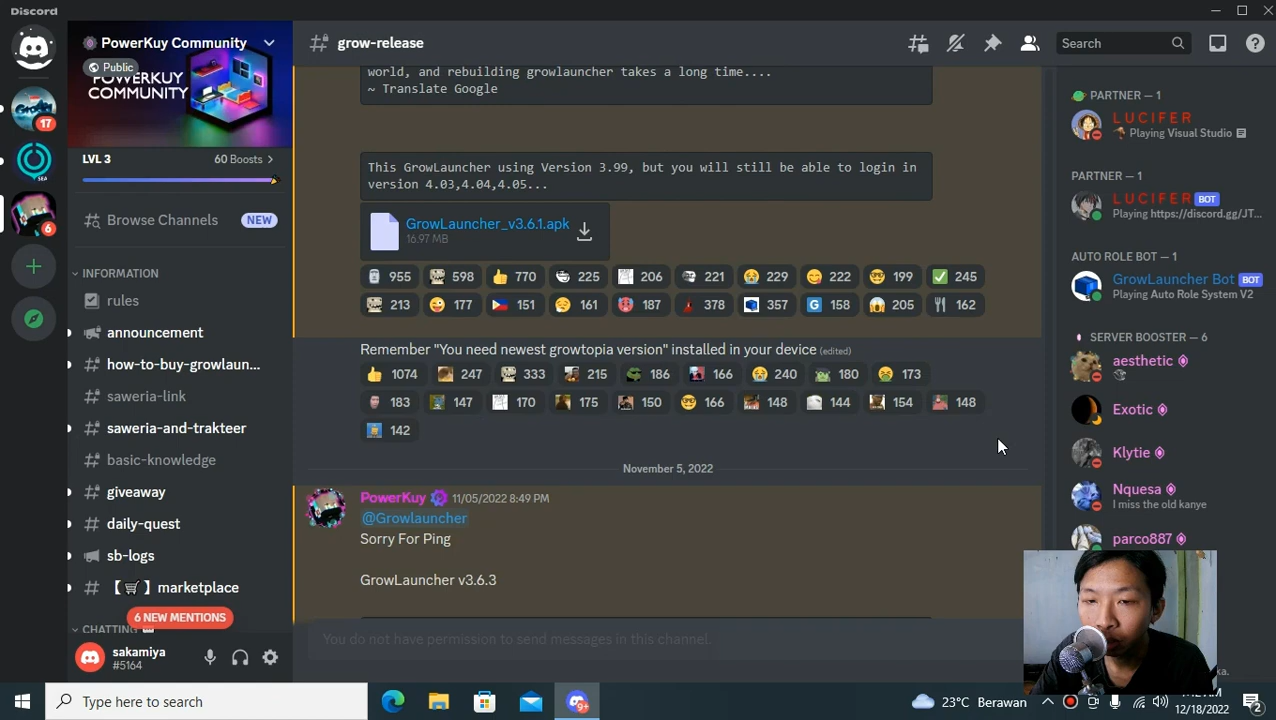 Discord
PowerKuy Community
Public
POWERKUY
COMMUNITY
LVL 3
60 Boosts
Browse Channels
NEW
INFORMATION
rules
announcement
how-to-buy-growlaun...
saweria-link
saweria-and-trakteer
basic-knowledge
giveaway
daily-quest
sb-logs
【🛒】marketplace
6 NEW MENTIONS
CHATTING
sakamiya
#5164
17
SEA
6
grow-release
Search
world, and rebuilding growlauncher takes a long time....
~ Translate Google
This GrowLauncher using Version 3.99, but you will still be able to login in
version 4.03,4.04,4.05...
GrowLauncher_v3.6.1.apk
16.97 MB
955 598 770 225 206 221 229 222 199 245
213 177 151 161 187 378 357 158 205 162
Remember "You need newest growtopia version" installed in your device (edited)
1074 247 333 215 186 166 240 180 173
183 147 170 175 150 166 148 144 154 148
142
November 5, 2022
PowerKuy 11/05/2022 8:49 PM
@Growlauncher
Sorry For Ping
GrowLauncher v3.6.3
You do not have permission to send messages in this channel.
PARTNER — 1
L U C I F E R
Playing Visual Studio
PARTNER — 1
L U C I F E R BOT
Playing https://discord.gg/JT...
AUTO ROLE BOT — 1
GrowLauncher Bot BOT
Playing Auto Role System V2
SERVER BOOSTER — 6
aesthetic
Exotic
Klytie
Nquesa
I miss the old kanye
parco887
Type here to search
9+
23°C Berawan
12/18/2022
2